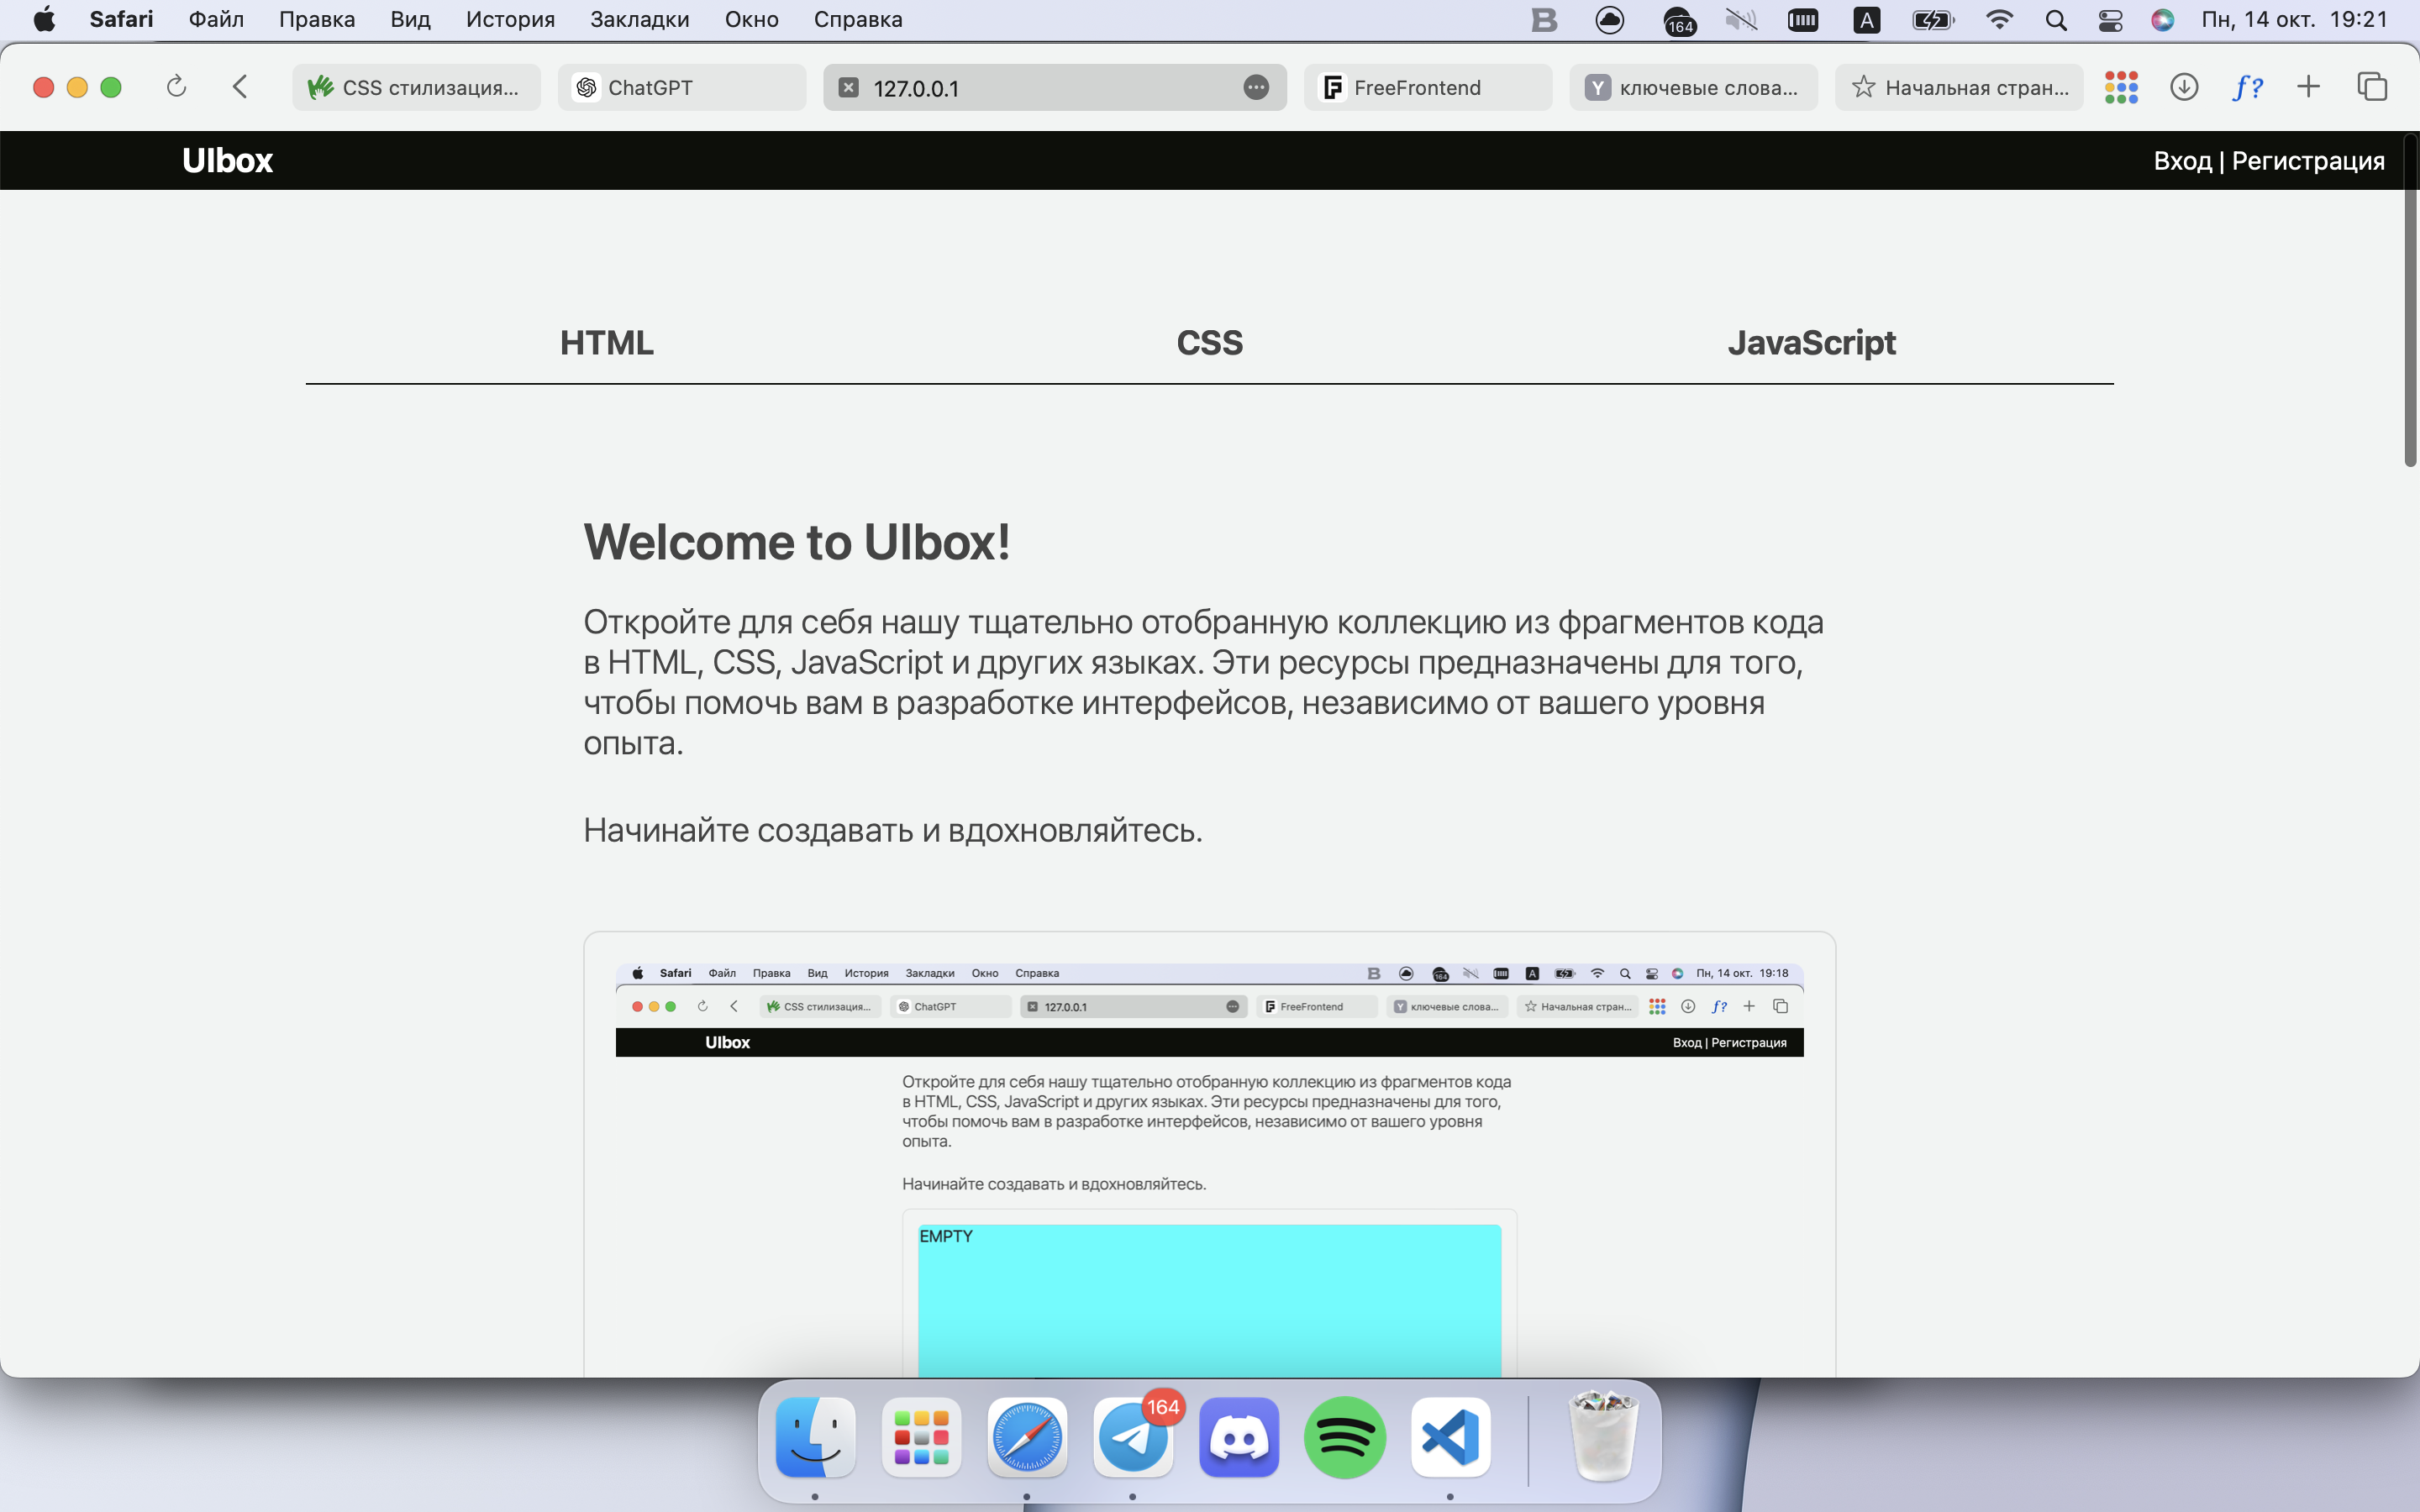 Safari Файл Правка Вид История Закладки Окно Справка 164 A Пн, 14 окт. 19:21
CSS стилизация... ChatGPT 127.0.0.1 FreeFrontend Y ключевые слова... Начальная стран... f?
UIbox Вход | Регистрация
HTML CSS JavaScript
Welcome to UIbox!
Откройте для себя нашу тщательно отобранную коллекцию из фрагментов кода
в HTML, CSS, JavaScript и других языках. Эти ресурсы предназначены для того,
чтобы помочь вам в разработке интерфейсов, независимо от вашего уровня
опыта.
Начинайте создавать и вдохновляйтесь.
Safari Файл Правка Вид История Закладки Окно Справка 164 A Пн, 14 окт. 19:18
CSS стилизация... ChatGPT 127.0.0.1 FreeFrontend Y ключевые слова... Начальная стран... f?
UIbox Вход | Регистрация
Откройте для себя нашу тщательно отобранную коллекцию из фрагментов кода
в HTML, CSS, JavaScript и других языках. Эти ресурсы предназначены для того,
чтобы помочь вам в разработке интерфейсов, независимо от вашего уровня
опыта.
Начинайте создавать и вдохновляйтесь.
EMPTY
164